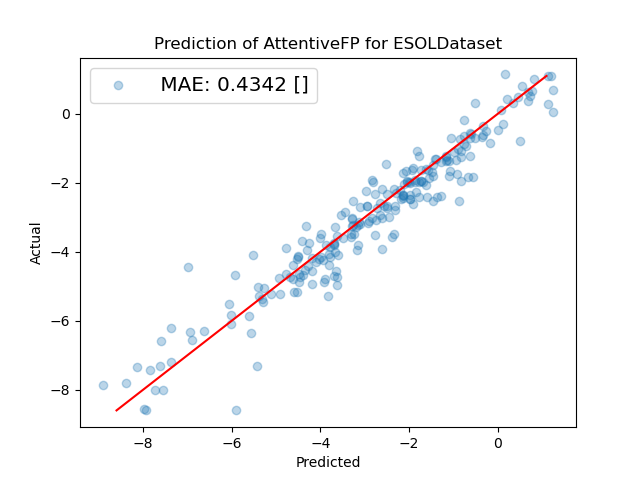 Prediction of AttentiveFP for ESOLDataset
MAE: 0.4342 []
Actual
0
−2
−4
−6
−8
−8 −6 −4 −2 0
Predicted